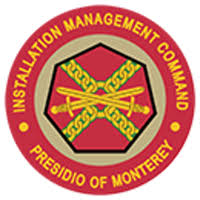 INSTALLATION MANAGEMENT COMMAND
PRESIDIO OF MONTEREY